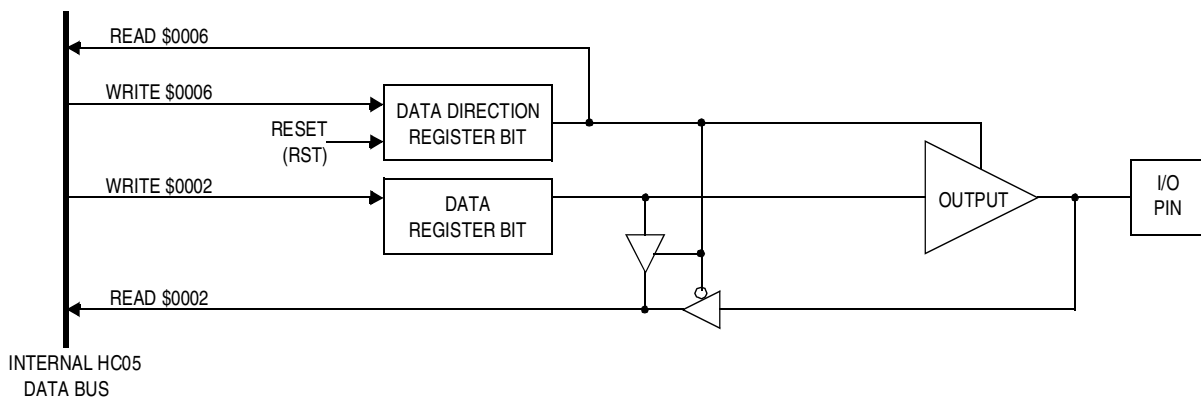 READ $0006
WRITE $0006
RESET
(RST)
DATA DIRECTION
REGISTER BIT
WRITE $0002
DATA
REGISTER BIT
OUTPUT
I/O
PIN
READ $0002
INTERNAL HC05
DATA BUS